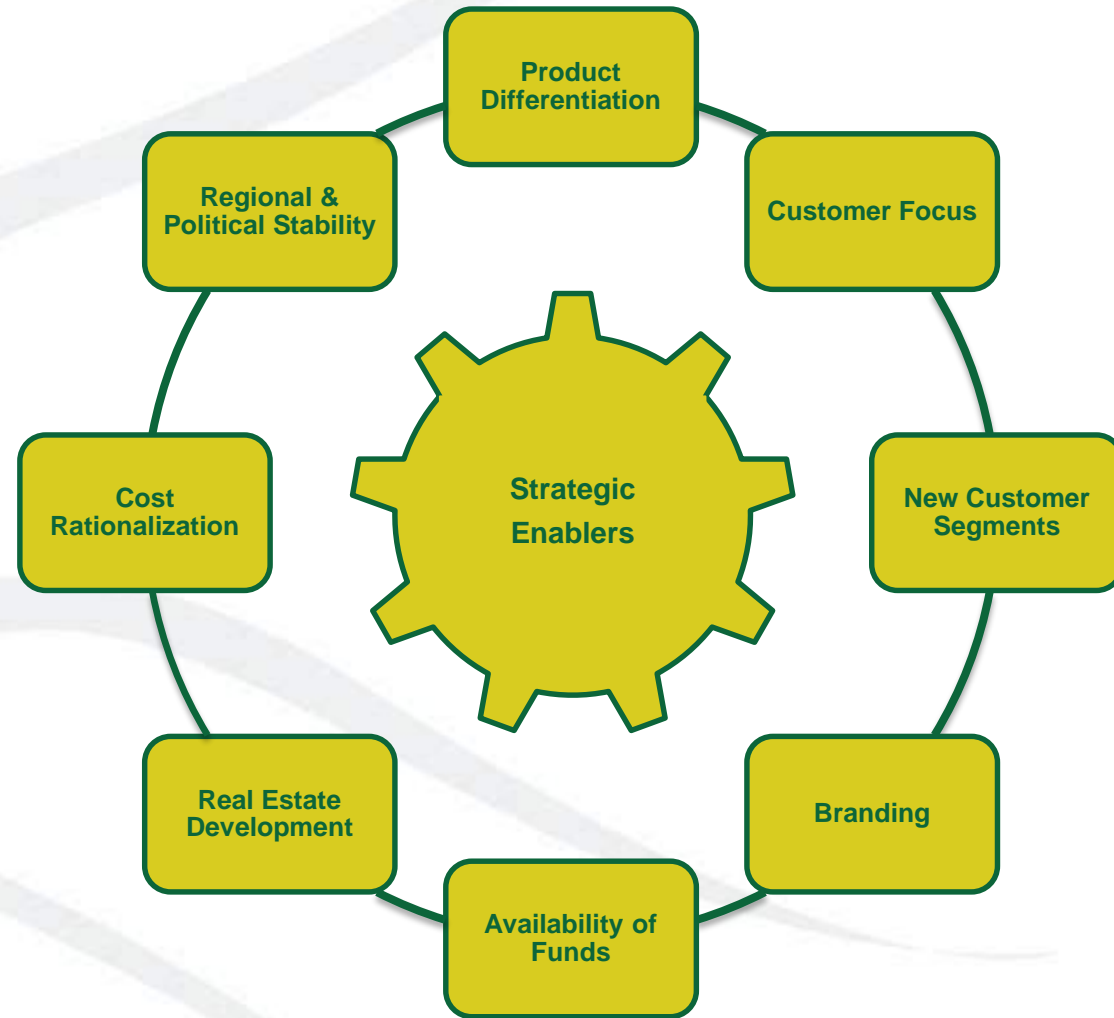 Product
Differentiation
Customer Focus
New Customer
Segments
Branding
Availability of
Funds
Real Estate
Development
Cost
Rationalization
Regional &
Political Stability
Strategic
Enablers